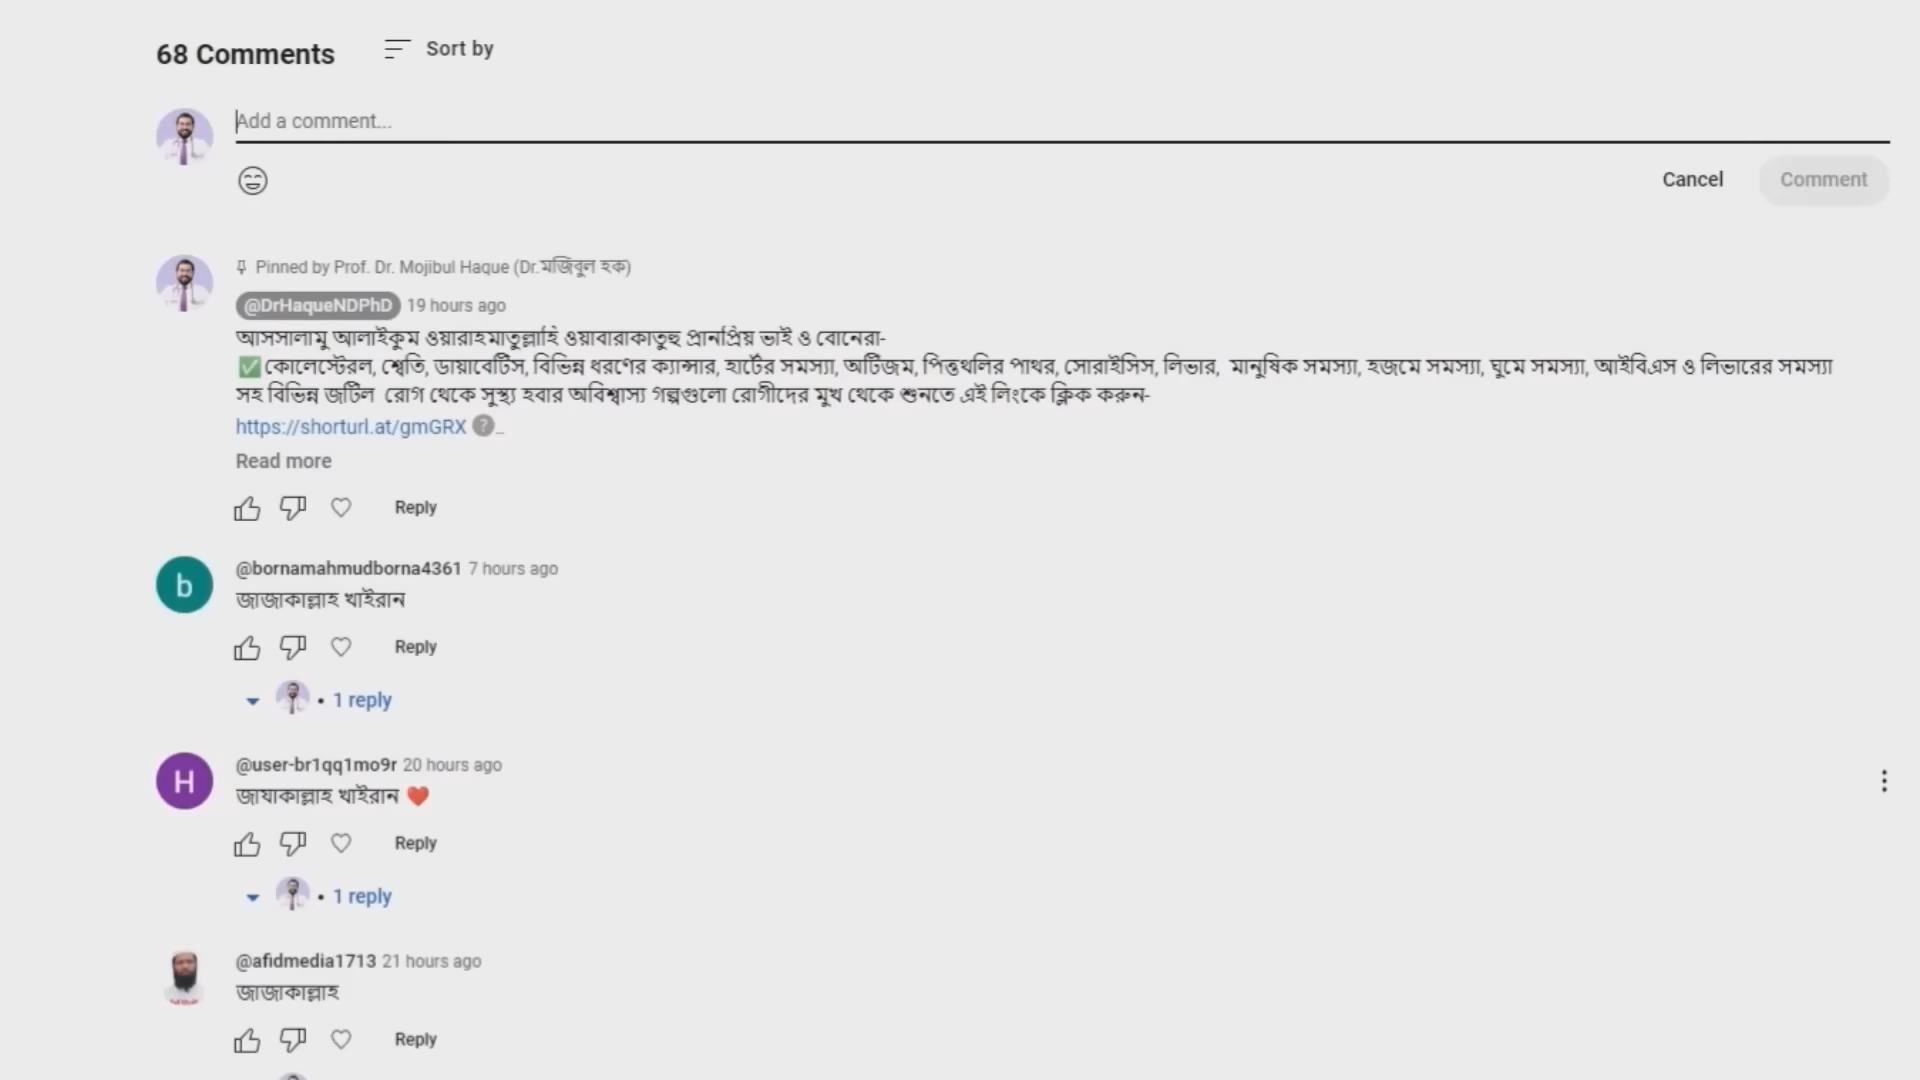 68 Comments
Sort by
Add a comment...
Cancel
Comment
Pinned by Prof. Dr. Mojibul Haque (Dr.মজিবুল হক)
@DrHaqueNDPhD 19 hours ago
আসসালামু আলাইকুম ওয়ারাহমাতুল্লাহি ওয়াবারাকাতুহু প্রানপ্রিয় ভাই ও বোনেরা-
✅কোলেস্টেরল, শ্বেতি, ডায়াবেটিস, বিভিন্ন ধরণের ক্যান্সার, হার্টের সমস্যা, অটিজম, পিত্তথলির পাথর, সোরাইসিস, লিভার, মানুষিক সমস্যা, হজমে সমস্যা, ঘুমে সমস্যা, আইবিএস ও লিভারের সমস্যা
সহ বিভিন্ন জটিল রোগ থেকে সুস্থ্য হবার অবিশ্বাস্য গল্পগুলো রোগীদের মুখ থেকে শুনতে এই লিংকে ক্লিক করুন-
https://shorturl.at/gmGRX ?...
Read more
Reply
b
@bornamahmudborna4361 7 hours ago
জাজাকাল্লাহ খাইরান
Reply
• 1 reply
H
@user-br1qq1mo9r 20 hours ago
জাযাকাল্লাহ খাইরান ❤️
Reply
• 1 reply
@afidmedia1713 21 hours ago
জাজাকাল্লাহ
Reply